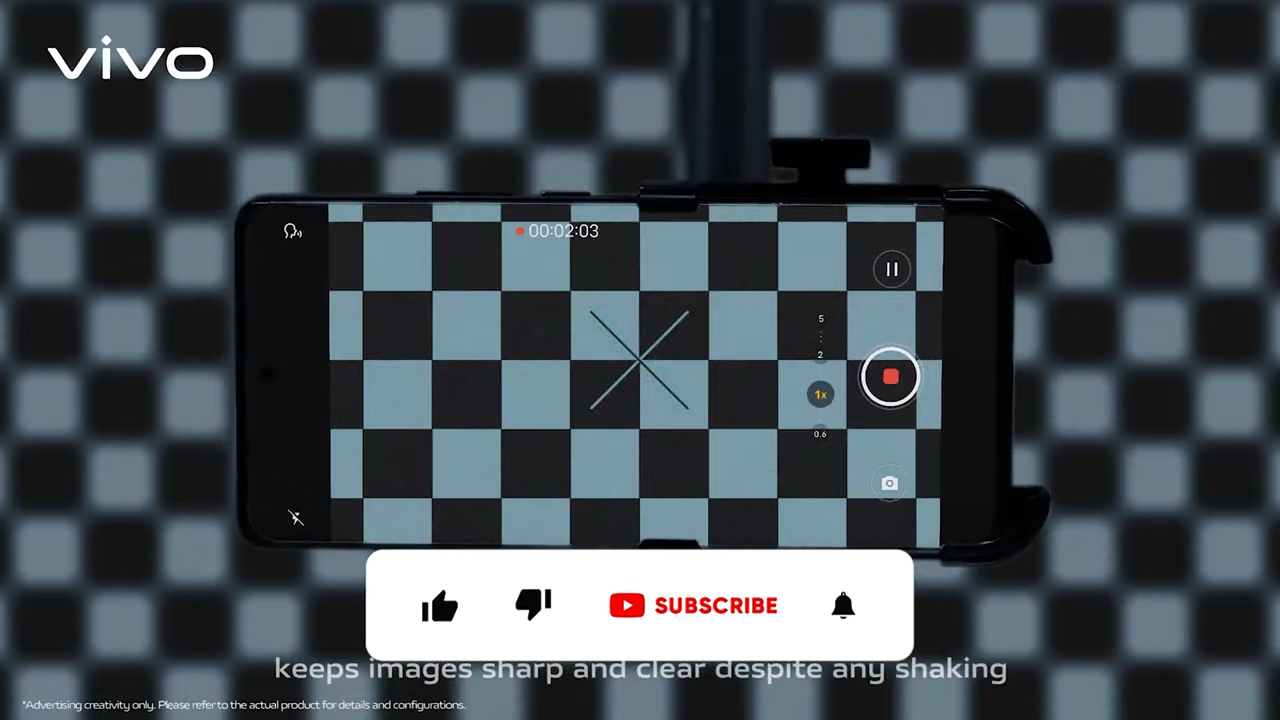 vivo
00:02:03
5
2
1x
0.6
SUBSCRIBE
keeps images sharp and clear despite any shaking
*Advertising creativity only. Please refer to the actual product for details and configurations.